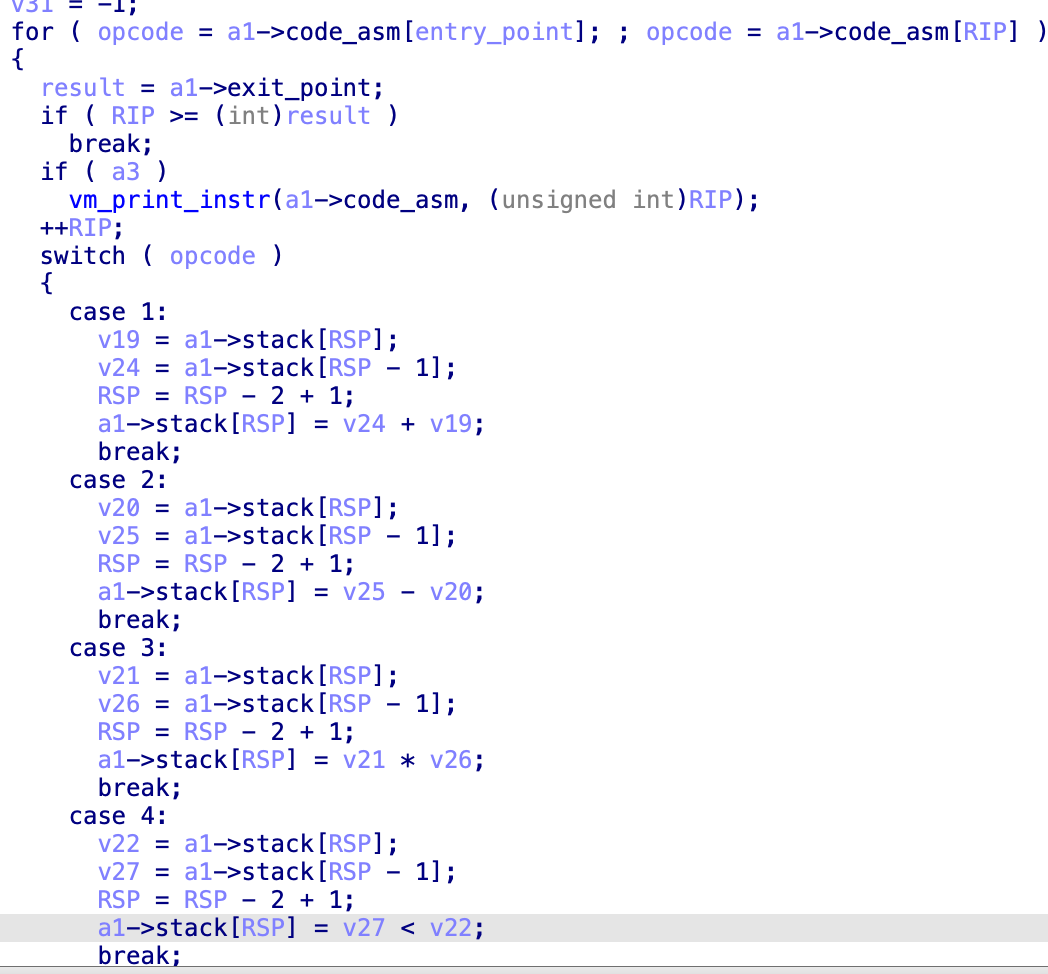 v31 = -1;
for ( opcode = a1->code_asm[entry_point]; ; opcode = a1->code_asm[RIP] )
{
  result = a1->exit_point;
  if ( RIP >= (int)result )
    break;
  if ( a3 )
    vm_print_instr(a1->code_asm, (unsigned int)RIP);
  ++RIP;
  switch ( opcode )
  {
    case 1:
      v19 = a1->stack[RSP];
      v24 = a1->stack[RSP - 1];
      RSP = RSP - 2 + 1;
      a1->stack[RSP] = v24 + v19;
      break;
    case 2:
      v20 = a1->stack[RSP];
      v25 = a1->stack[RSP - 1];
      RSP = RSP - 2 + 1;
      a1->stack[RSP] = v25 - v20;
      break;
    case 3:
      v21 = a1->stack[RSP];
      v26 = a1->stack[RSP - 1];
      RSP = RSP - 2 + 1;
      a1->stack[RSP] = v21 * v26;
      break;
    case 4:
      v22 = a1->stack[RSP];
      v27 = a1->stack[RSP - 1];
      RSP = RSP - 2 + 1;
      a1->stack[RSP] = v27 < v22;
      break;